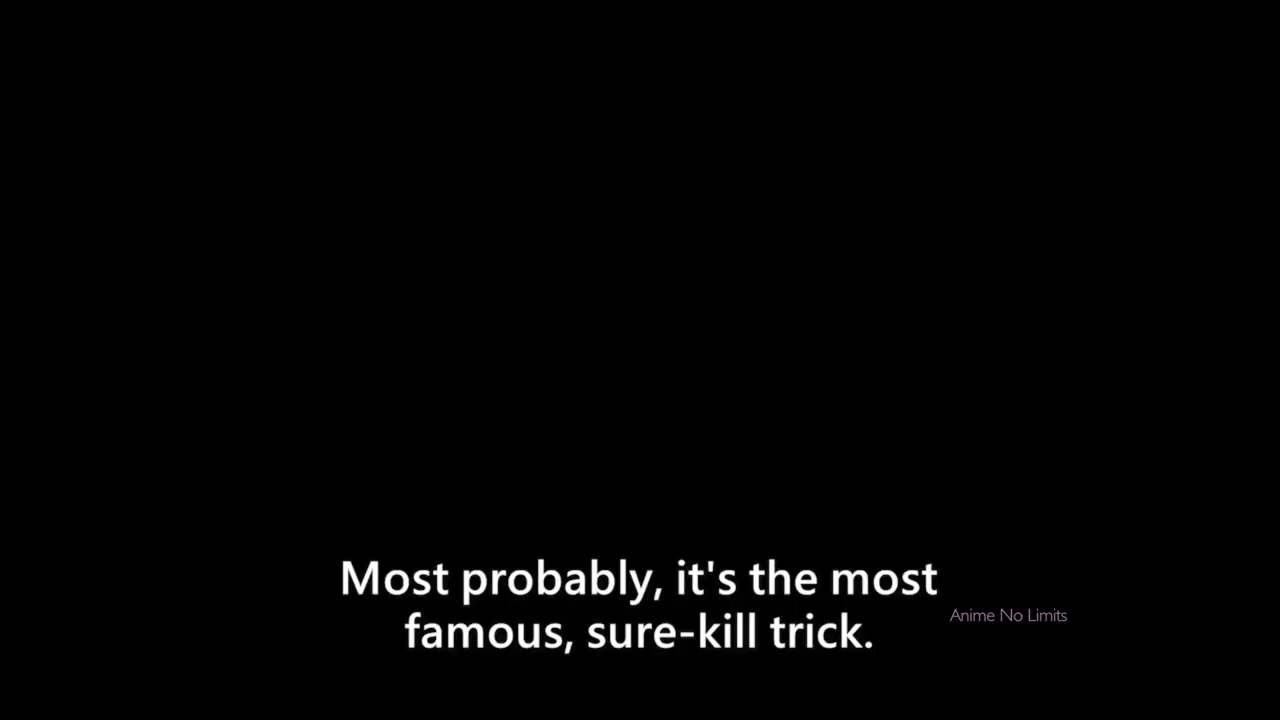 Most probably, it's the most
famous, sure-kill trick.
Anime No Limits